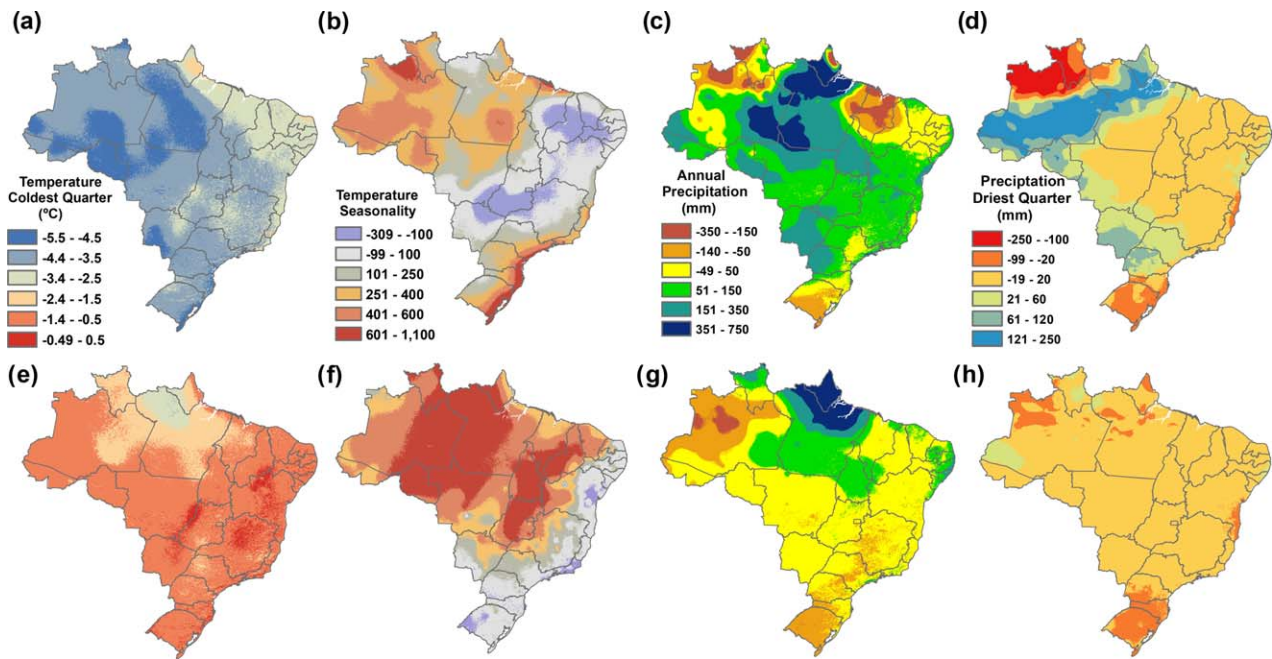 (a)
(b)
(c)
(d)
Temperature
Coldest Quarter
(ºC)
-5.5 - -4.5
-4.4 - -3.5
-3.4 - -2.5
-2.4 - -1.5
-1.4 - -0.5
-0.49 - 0.5
Temperature
Seasonality
-309 - -100
-99 - 100
101 - 250
251 - 400
401 - 600
601 - 1,100
Annual
Precipitation
(mm)
-350 - -150
-140 - -50
-49 - 50
51 - 150
151 - 350
351 - 750
Preciptation
Driest Quarter
(mm)
-250 - -100
-99 - -20
-19 - 20
21 - 60
61 - 120
121 - 250
(e)
(f)
(g)
(h)